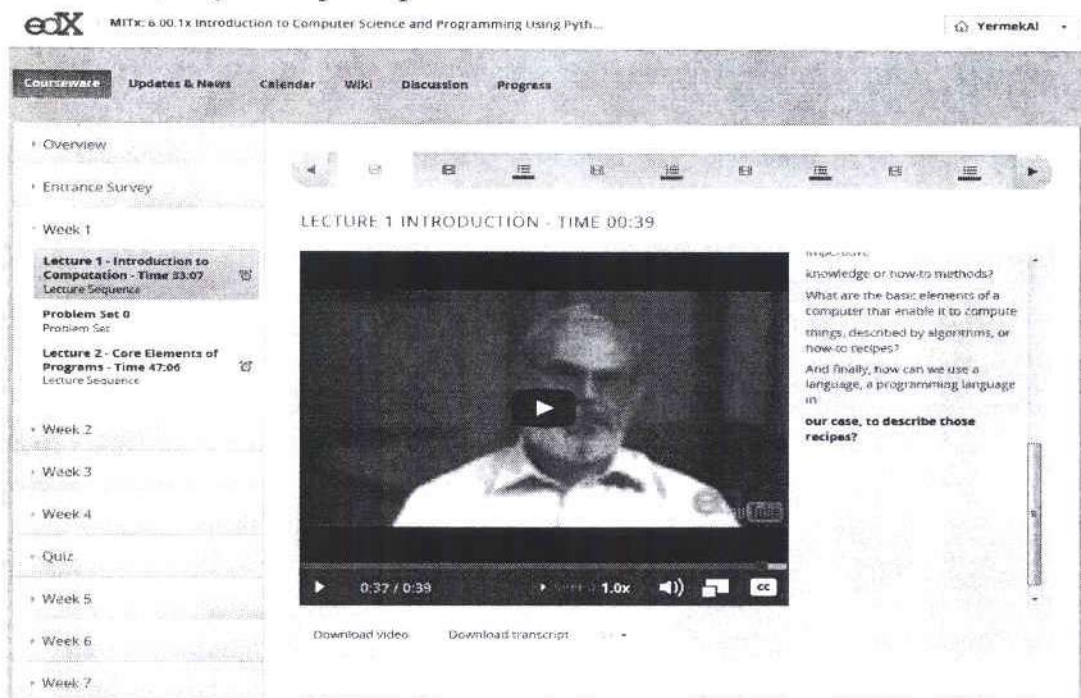 edX MITx: 6.00.1x Introduction to Computer Science and Programming Using Pyth... YermekAl
Courseware Updates & News Calendar Wiki Discussion Progress
Overview
Entrance Survey
Week 1
Lecture 1 - Introduction to
Computation - Time 33:07
Lecture Sequence
Problem Set 0
Problem Set
Lecture 2 - Core Elements of
Programs - Time 47:06
Lecture Sequence
Week 2
Week 3
Week 4
Quiz
Week 5
Week 6
Week 7
LECTURE 1 INTRODUCTION - TIME 00:39
knowledge or how-to methods?
What are the basic elements of a
computer that enable it to compute
things, described by algorithms, or
how-to recipes?
And finally, how can we use a
language, a programming language
in
our case, to describe those
recipes?
Tube
0:37 / 0:39 1.0x CC
Download video Download transcript